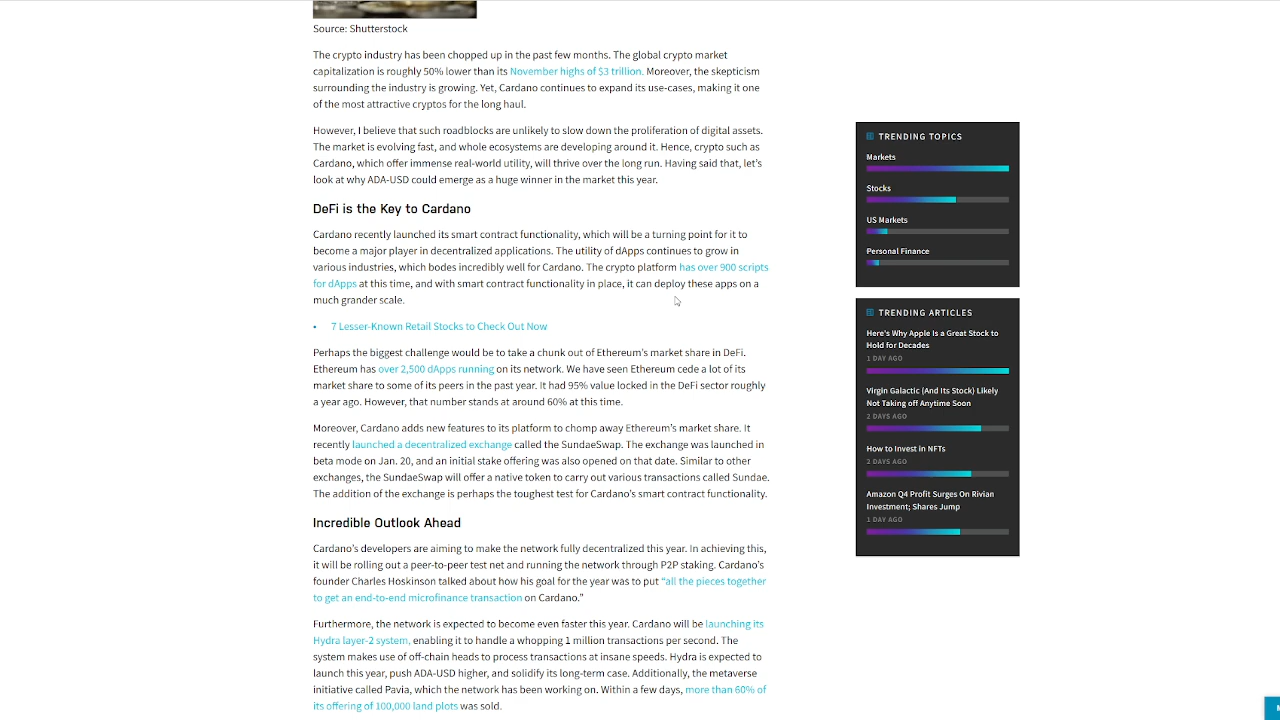 Source: Shutterstock
The crypto industry has been chopped up in the past few months. The global crypto market
capitalization is roughly 50% lower than its November highs of $3 trillion. Moreover, the skepticism
surrounding the industry is growing. Yet, Cardano continues to expand its use-cases, making it one
of the most attractive cryptos for the long haul.
However, I believe that such roadblocks are unlikely to slow down the proliferation of digital assets.
The market is evolving fast, and whole ecosystems are developing around it. Hence, crypto such as
Cardano, which offer immense real-world utility, will thrive over the long run. Having said that, let's
look at why ADA-USD could emerge as a huge winner in the market this year.
DeFi is the Key to Cardano
Cardano recently launched its smart contract functionality, which will be a turning point for it to
become a major player in decentralized applications. The utility of dApps continues to grow in
various industries, which bodes incredibly well for Cardano. The crypto platform has over 900 scripts
for dApps at this time, and with smart contract functionality in place, it can deploy these apps on a
much grander scale.
• 7 Lesser-Known Retail Stocks to Check Out Now
Perhaps the biggest challenge would be to take a chunk out of Ethereum's market share in DeFi.
Ethereum has over 2,500 dApps running on its network. We have seen Ethereum cede a lot of its
market share to some of its peers in the past year. It had 95% value locked in the DeFi sector roughly
a year ago. However, that number stands at around 60% at this time.
Moreover, Cardano adds new features to its platform to chomp away Ethereum's market share. It
recently launched a decentralized exchange called the SundaeSwap. The exchange was launched in
beta mode on Jan. 20, and an initial stake offering was also opened on that date. Similar to other
exchanges, the SundaeSwap will offer a native token to carry out various transactions called Sundae.
The addition of the exchange is perhaps the toughest test for Cardano's smart contract functionality.
Incredible Outlook Ahead
Cardano's developers are aiming to make the network fully decentralized this year. In achieving this,
it will be rolling out a peer-to-peer test net and running the network through P2P staking. Cardano's
founder Charles Hoskinson talked about how his goal for the year was to put "all the pieces together
to get an end-to-end microfinance transaction on Cardano."
Furthermore, the network is expected to become even faster this year. Cardano will be launching its
Hydra layer-2 system, enabling it to handle a whopping 1 million transactions per second. The
system makes use of off-chain heads to process transactions at insane speeds. Hydra is expected to
launch this year, push ADA-USD higher, and solidify its long-term case. Additionally, the metaverse
initiative called Pavia, which the network has been working on. Within a few days, more than 60% of
its offering of 100,000 land plots was sold.
TRENDING TOPICS
Markets
Stocks
US Markets
Personal Finance
TRENDING ARTICLES
Here's Why Apple Is a Great Stock to
Hold for Decades
1 DAY AGO
Virgin Galactic (And Its Stock) Likely
Not Taking off Anytime Soon
2 DAYS AGO
How to Invest in NFTs
2 DAYS AGO
Amazon Q4 Profit Surges On Rivian
Investment; Shares Jump
1 DAY AGO